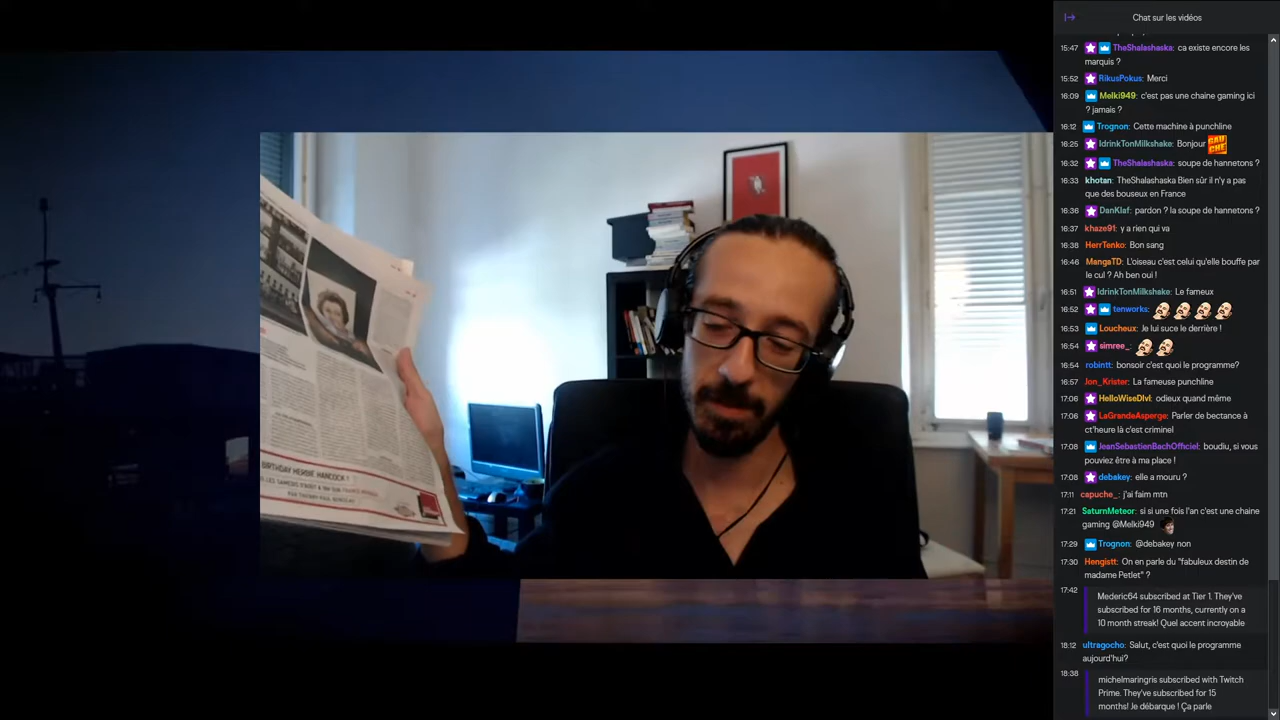 Chat sur les vidéos
15:47 TheShalashaska: ca existe encore les
marquis ?
15:52 RikusPokus: Merci
16:09 Melki949: c'est pas une chaine gaming ici
? jamais ?
16:12 Trognon: Cette machine à punchline
16:25 IdrinkTonMilkshake: Bonjour
16:32 TheShalashaska: soupe de hannetons ?
16:33 khotan: TheShalashaska Bien sûr il n'y a pas
que des bouseux en France
16:36 DanKlaf: pardon ? la soupe de hannetons ?
16:37 khaze91: y a rien qui va
16:38 HerrTenko: Bon sang
16:46 MangaTD: L'oiseau c'est celui qu'elle bouffe par
le cul ? Ah ben oui !
16:51 IdrinkTonMilkshake: Le fameux
16:52 tenworks:
16:53 Loucheux: Je lui suce le derrière !
16:54 simree_:
16:54 robintt: bonsoir c'est quoi le programme?
16:57 Jon_Krister: La fameuse punchline
17:06 HelloWiseDlvl: odieux quand même
17:06 LaGrandeAsperge: Parler de bectance à
ct'heure là c'est criminel
17:08 JeanSebastienBachOfficiel: boudiu, si vous
pouviez être à ma place !
17:08 debakey: elle a mouru ?
17:11 capuche_: j'ai faim mtn
17:21 SaturnMeteor: si si une fois l'an c'est une chaine
gaming @Melki949
17:29 Trognon: @debakey non
17:30 Hengistt: On en parle du "fabuleux destin de
madame Petlet" ?
17:42 Mederic64 subscribed at Tier 1. They've
subscribed for 16 months, currently on a
10 month streak! Quel accent incroyable
18:12 ultragocho: Salut, c'est quoi le programme
aujourd'hui?
18:38 michelmaringris subscribed with Twitch
Prime. They've subscribed for 15
months! Je débarque ! Ça parle
BIRTHDAY HERBIE HANCOCK !